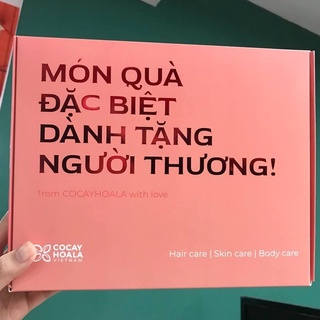 MÓN QUÀ
ĐẶC BIỆT
DÀNH TẶNG
NGƯỜI THƯƠNG!
from COCAYHOALA with love
COCAY
HOALA
VIETNAM
Hair care | Skin care | Body care